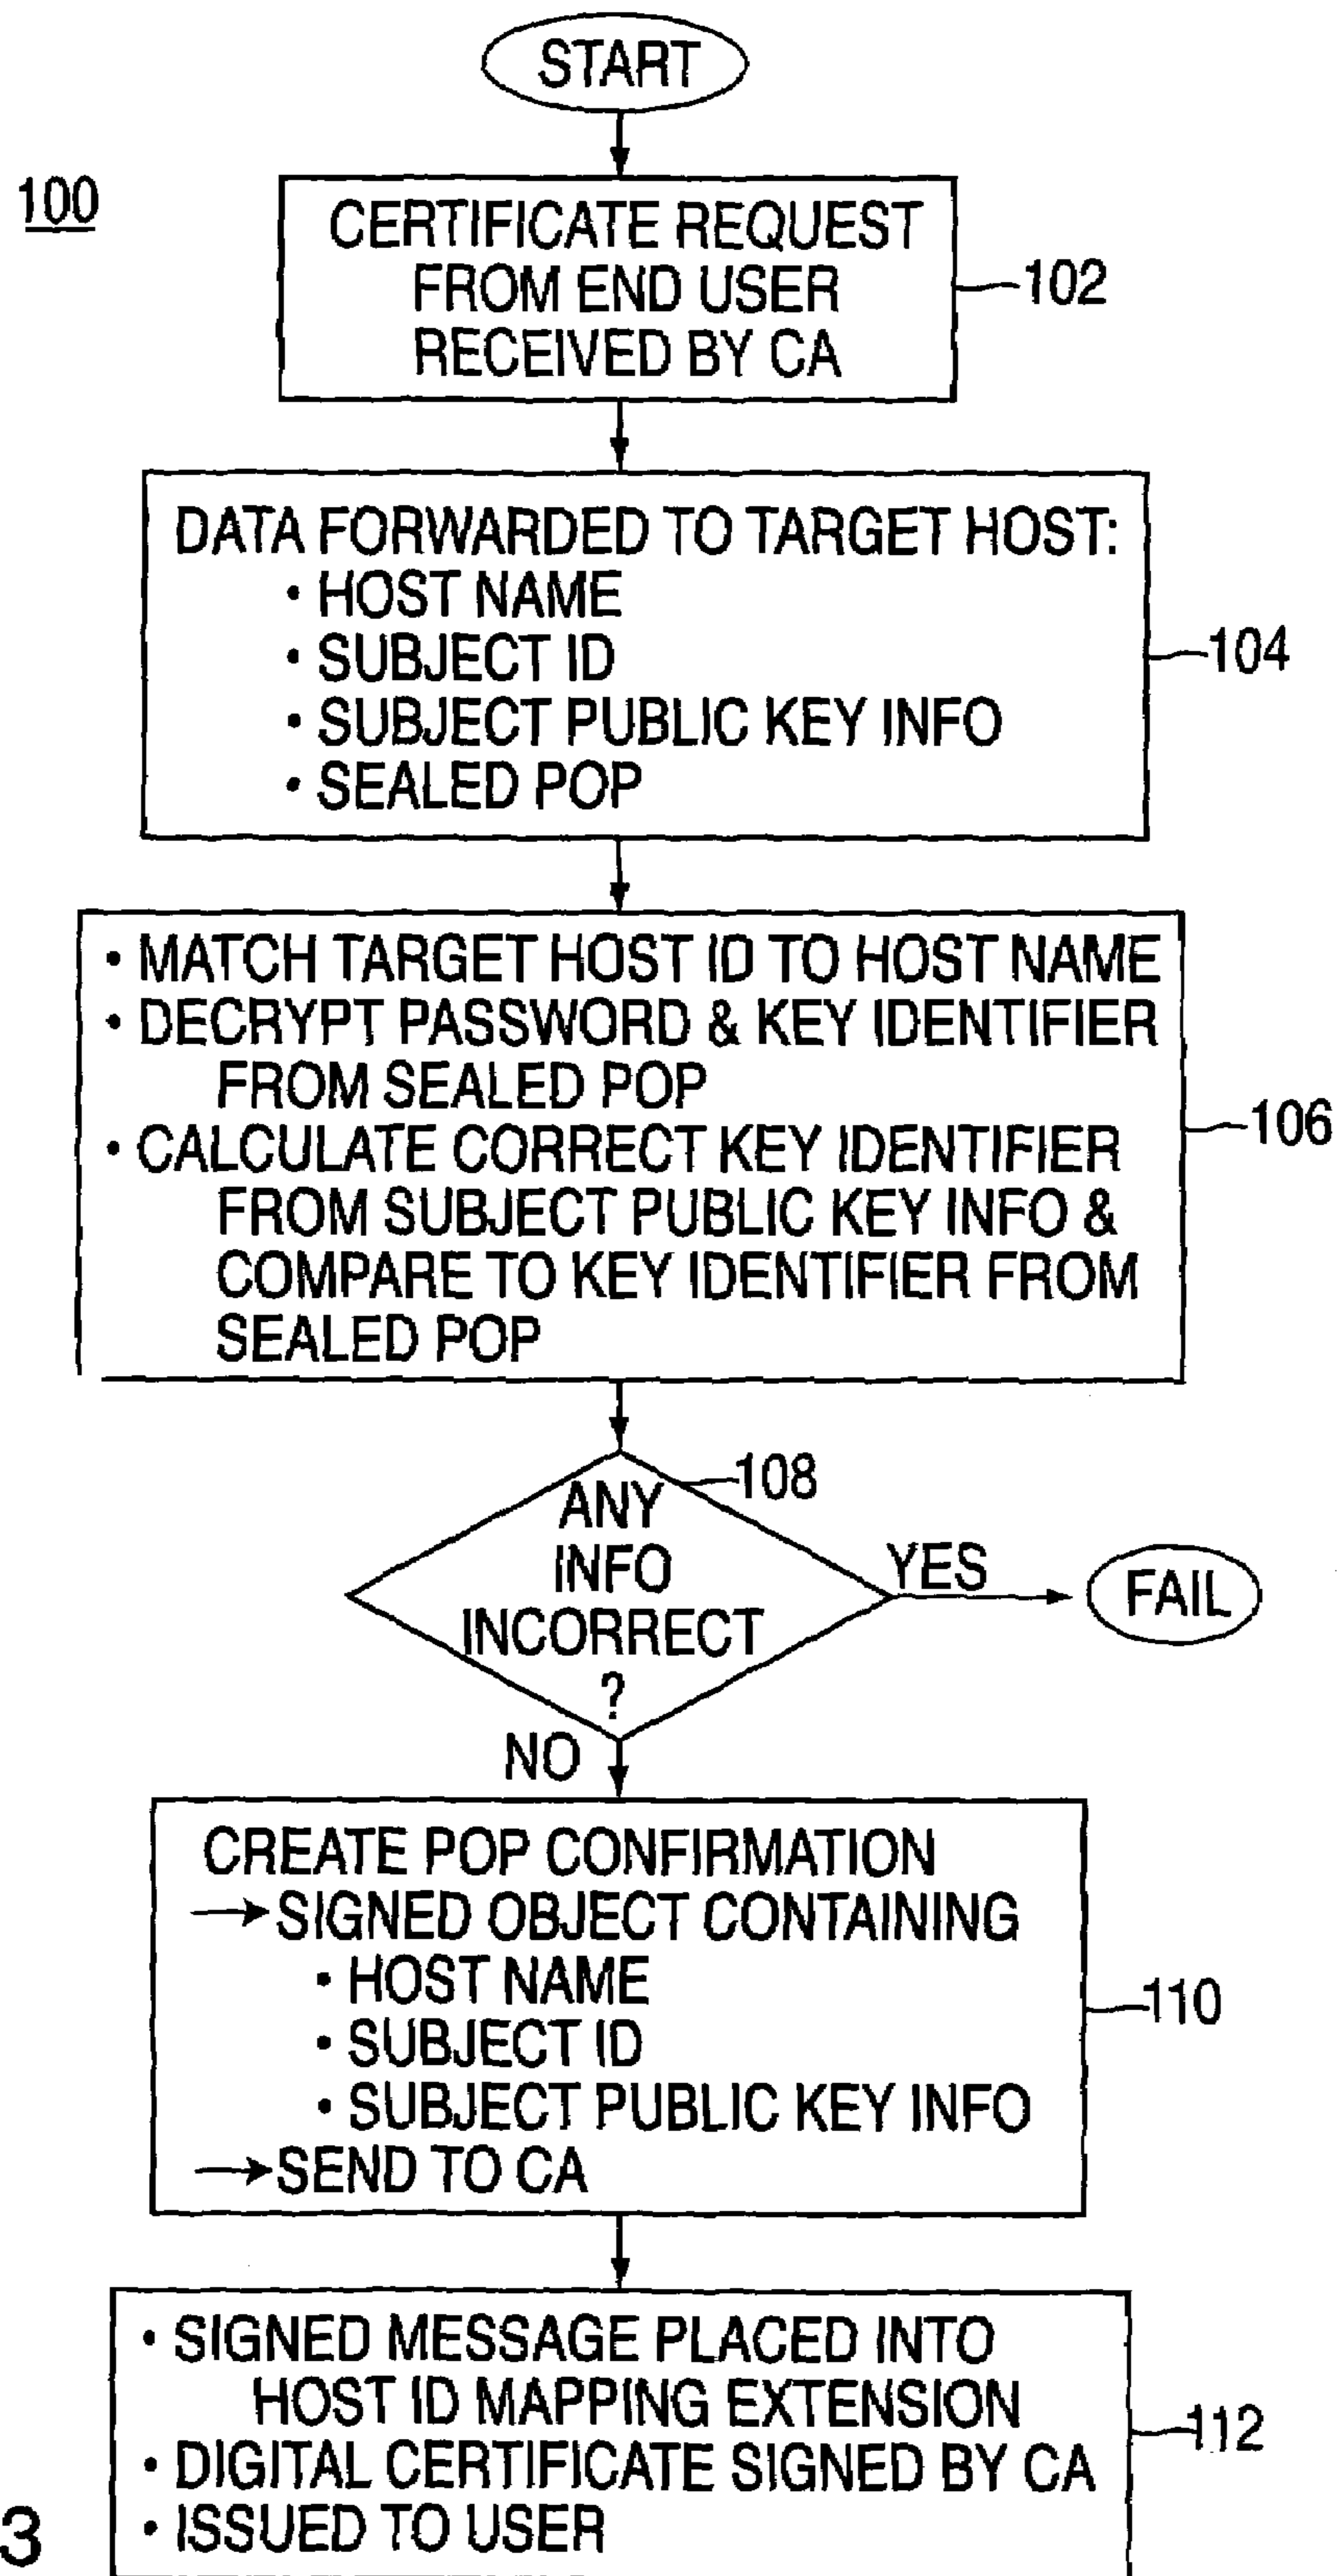 START
100
CERTIFICATE REQUEST
FROM END USER
RECEIVED BY CA
102
DATA FORWARDED TO TARGET HOST:
• HOST NAME
• SUBJECT ID
• SUBJECT PUBLIC KEY INFO
• SEALED POP
104
• MATCH TARGET HOST ID TO HOST NAME
• DECRYPT PASSWORD & KEY IDENTIFIER
FROM SEALED POP
• CALCULATE CORRECT KEY IDENTIFIER
FROM SUBJECT PUBLIC KEY INFO &
COMPARE TO KEY IDENTIFIER FROM
SEALED POP
106
108
ANY
INFO
INCORRECT
?
YES
FAIL
NO
CREATE POP CONFIRMATION
→SIGNED OBJECT CONTAINING
• HOST NAME
• SUBJECT ID
• SUBJECT PUBLIC KEY INFO
→SEND TO CA
110
• SIGNED MESSAGE PLACED INTO
HOST ID MAPPING EXTENSION
• DIGITAL CERTIFICATE SIGNED BY CA
• ISSUED TO USER
112
3